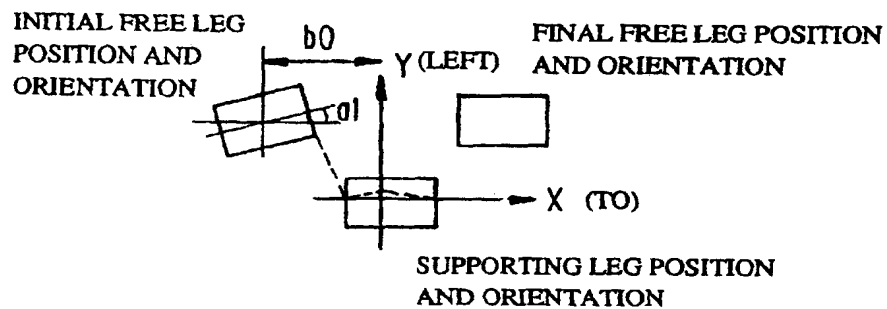 INITIAL FREE LEG
POSITION AND
ORIENTATION
b0
Y (LEFT)
FINAL FREE LEG POSITION
AND ORIENTATION
a1
X (TO)
SUPPORTING LEG POSITION
AND ORIENTATION